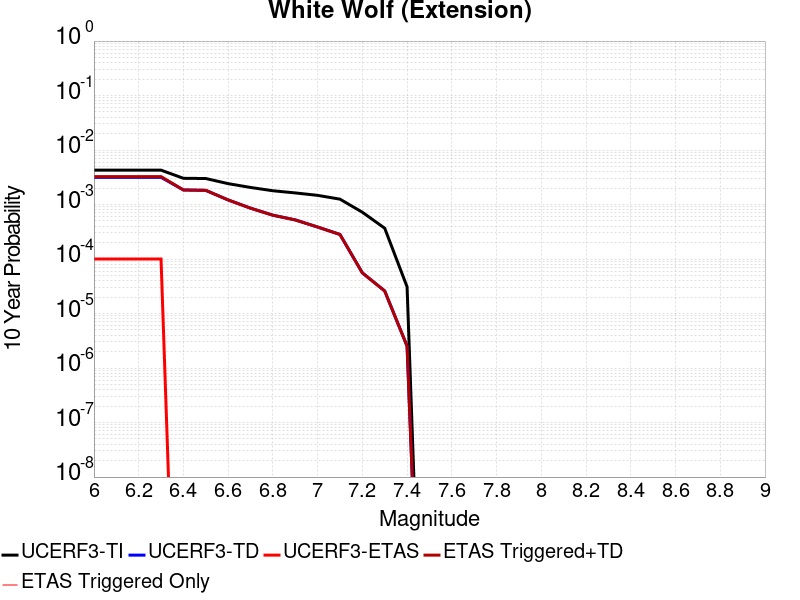 White Wolf (Extension)
10^0
10^-1
10^-2
10^-3
10^-4
10^-5
10^-6
10^-7
10^-8
10 Year Probability
6 6.2 6.4 6.6 6.8 7 7.2 7.4 7.6 7.8 8 8.2 8.4 8.6 8.8 9
Magnitude
UCERF3-TI UCERF3-TD UCERF3-ETAS ETAS Triggered+TD
ETAS Triggered Only